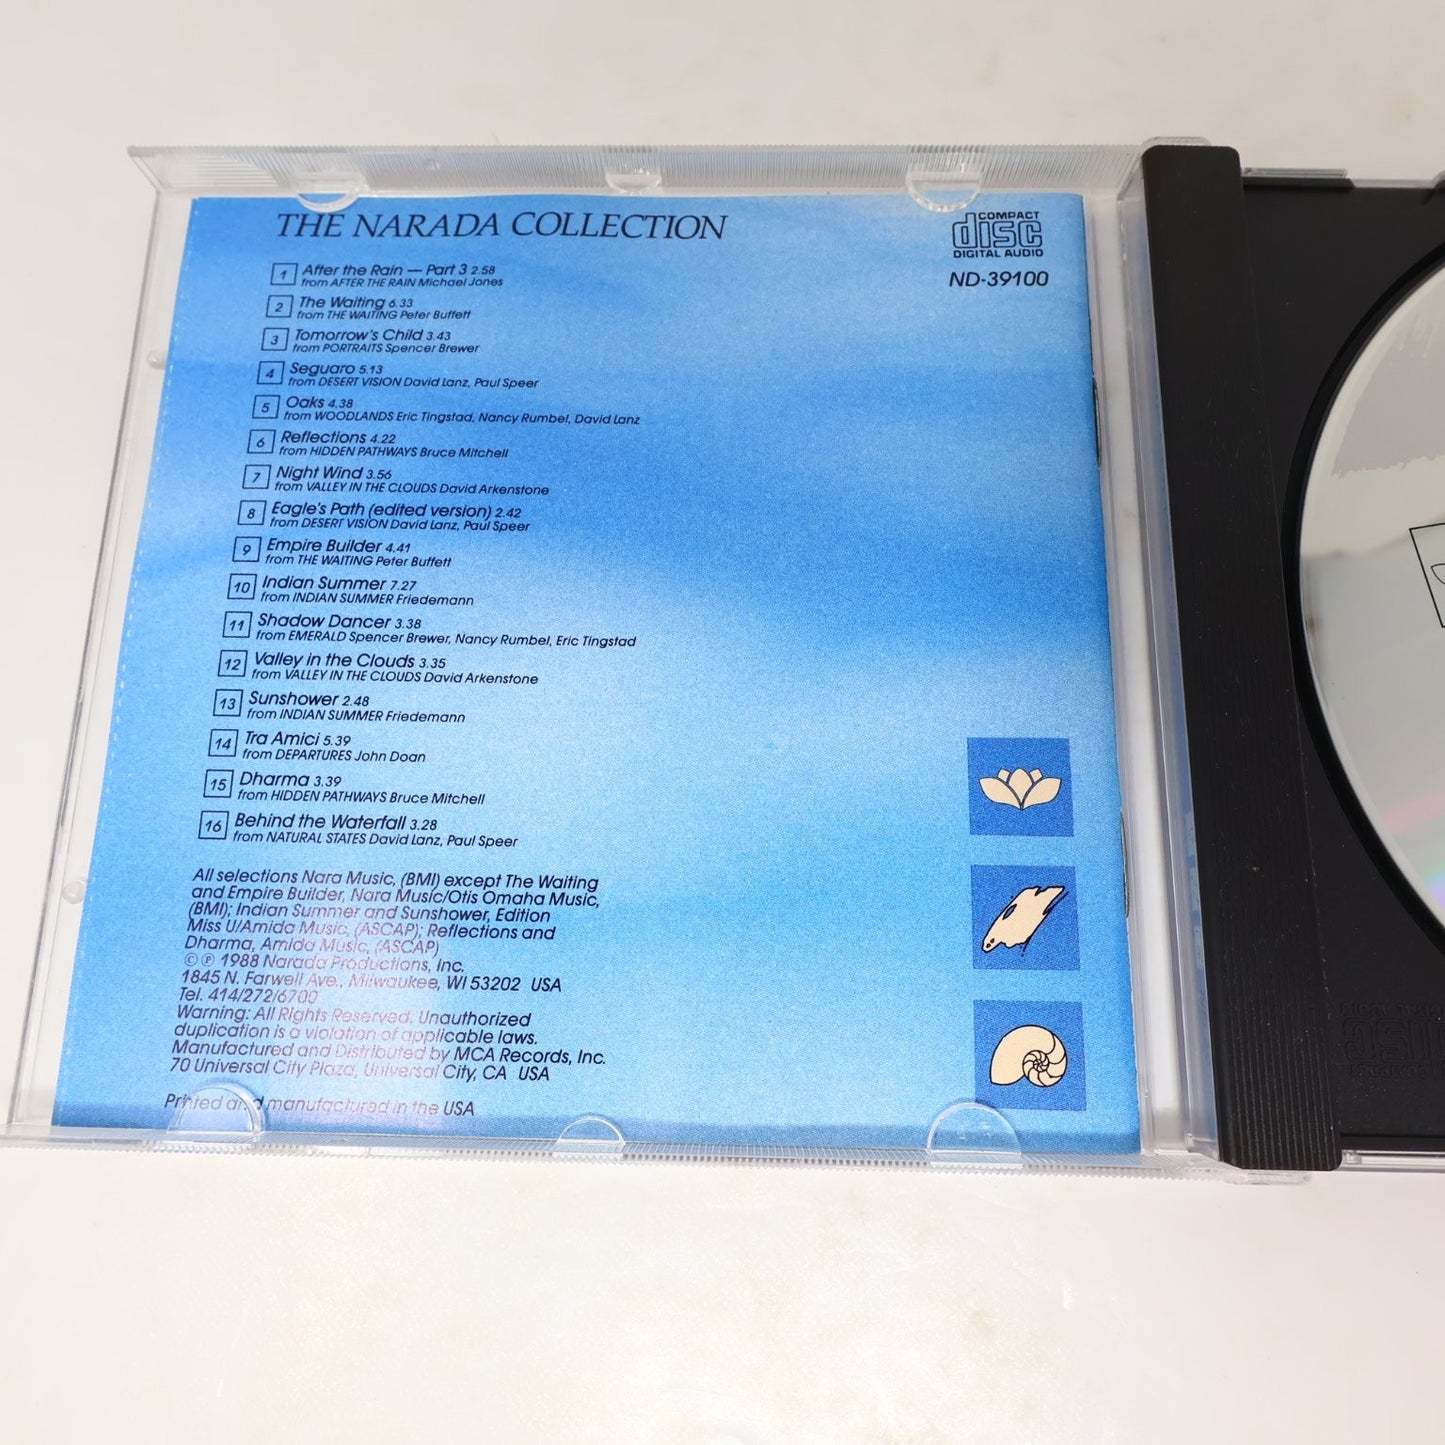 THE NARADA COLLECTION
COMPACT
disc
DIGITAL AUDIO
ND-39100
1 After the Rain — Part 3 2.58
from AFTER THE RAIN Michael Jones
2 The Waiting 6.33
from THE WAITING Peter Buffett
3 Tomorrow's Child 3.43
from PORTRAITS Spencer Brewer
4 Seguaro 5.13
from DESERT VISION David Lanz, Paul Speer
5 Oaks 4.38
from WOODLANDS Eric Tingstad, Nancy Rumbel, David Lanz
6 Reflections 4.22
from HIDDEN PATHWAYS Bruce Mitchell
7 Night Wind 3.56
from VALLEY IN THE CLOUDS David Arkenstone
8 Eagle's Path (edited version) 2.42
from DESERT VISION David Lanz, Paul Speer
9 Empire Builder 4.41
from THE WAITING Peter Buffett
10 Indian Summer 7.27
from INDIAN SUMMER Friedemann
11 Shadow Dancer 3.38
from EMERALD Spencer Brewer, Nancy Rumbel, Eric Tingstad
12 Valley in the Clouds 3.35
from VALLEY IN THE CLOUDS David Arkenstone
13 Sunshower 2.48
from INDIAN SUMMER Friedemann
14 Tra Amici 5.39
from DEPARTURES John Doan
15 Dharma 3.39
from HIDDEN PATHWAYS Bruce Mitchell
16 Behind the Waterfall 3.28
from NATURAL STATES David Lanz, Paul Speer
All selections Nara Music, (BMI) except The Waiting
and Empire Builder, Nara Music/Otis Omaha Music,
(BMI); Indian Summer and Sunshower, Edition
Miss U/Amida Music, (ASCAP); Reflections and
Dharma, Amida Music, (ASCAP)
© ℗ 1988 Narada Productions, Inc.
1845 N. Farwell Ave., Milwaukee, WI 53202 USA
Tel. 414/272/6700
Warning: All Rights Reserved. Unauthorized
duplication is a violation of applicable laws.
Manufactured and Distributed by MCA Records, Inc.
70 Universal City Plaza, Universal City, CA USA
Printed and manufactured in the USA